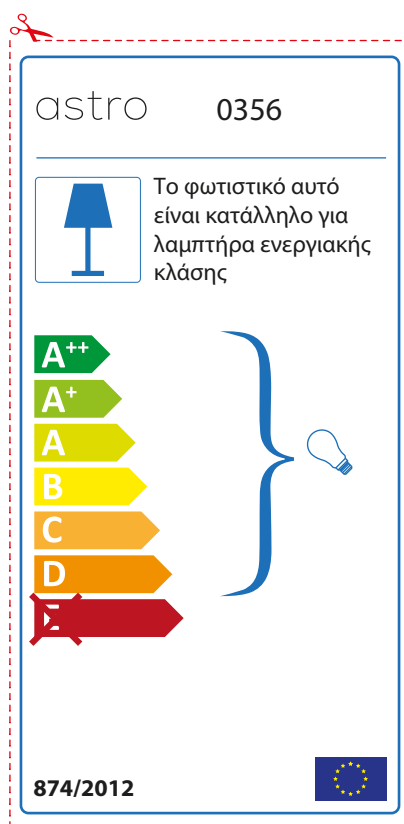 astro 0356
Το φωτιστικό αυτό
είναι κατάλληλο για
λαμπτήρα ενεργιακής
κλάσης
A++
A+
A
B
C
D
E
874/2012